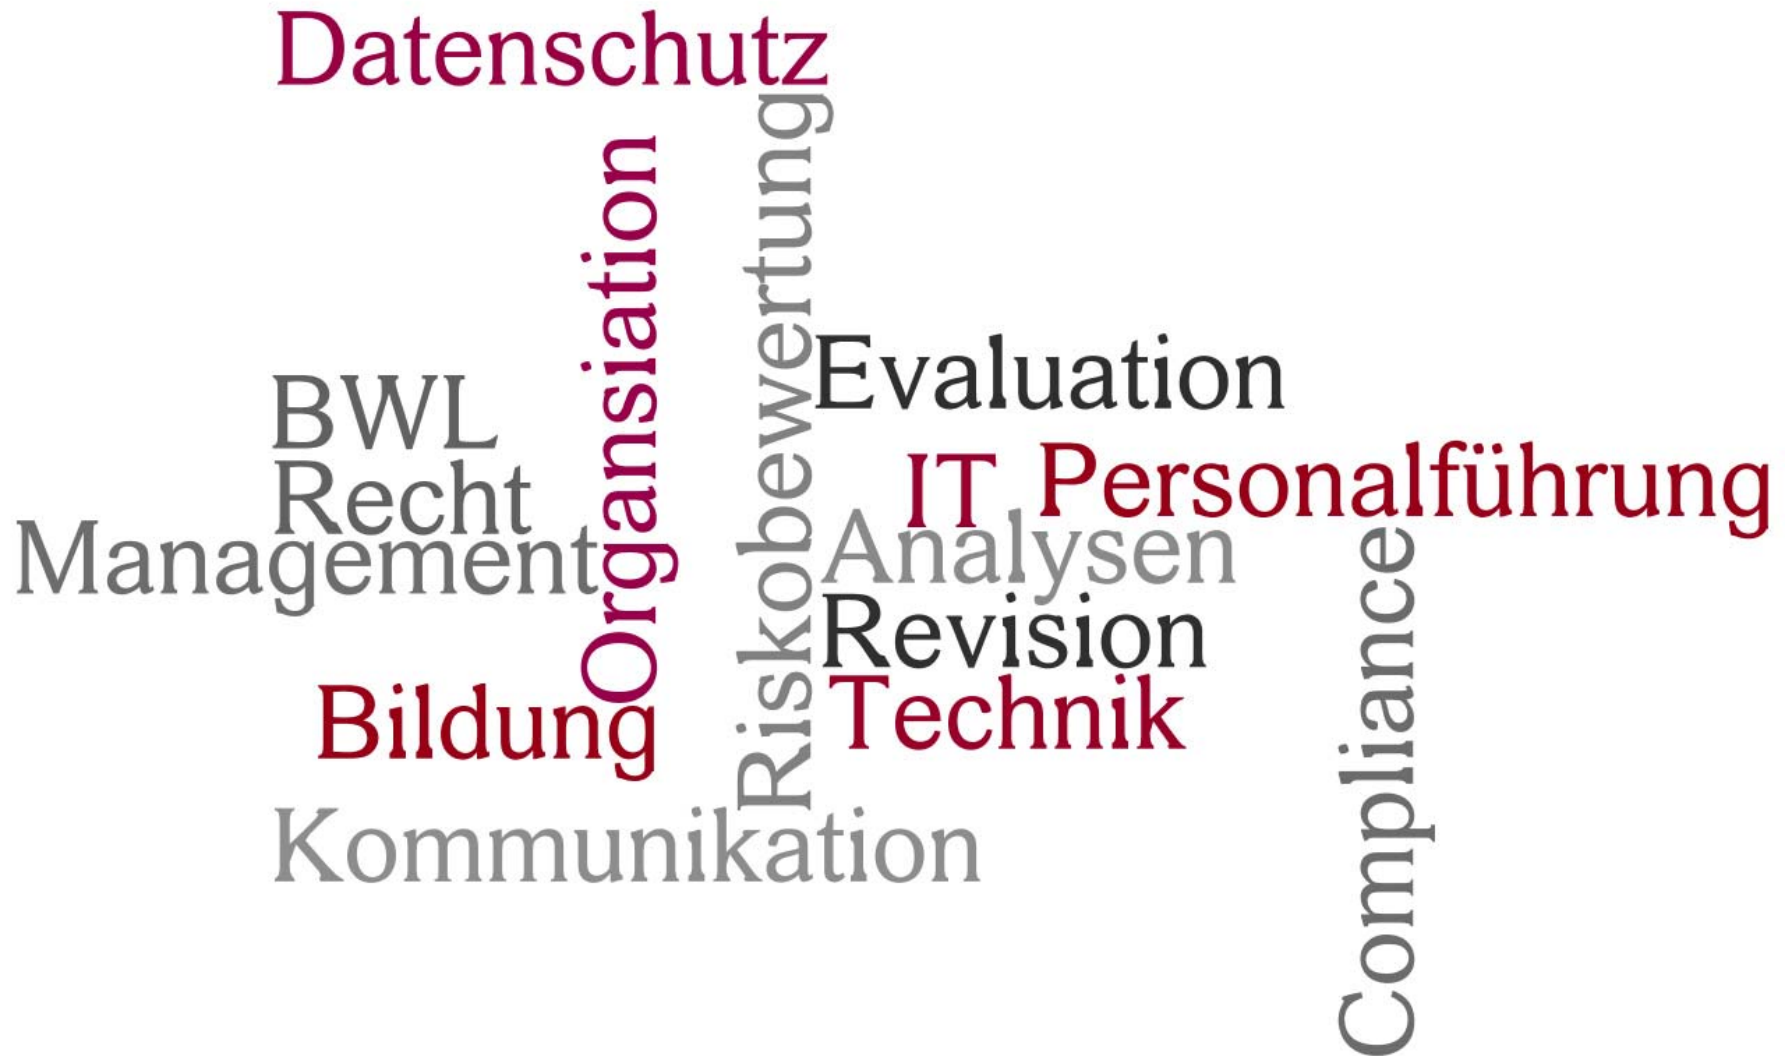 Datenschutz
Organsiation
Riskobewertung
Evaluation
BWL
IT
Personalführung
Recht
Analysen
Management
Revision
Compliance
Bildung
Technik
Kommunikation